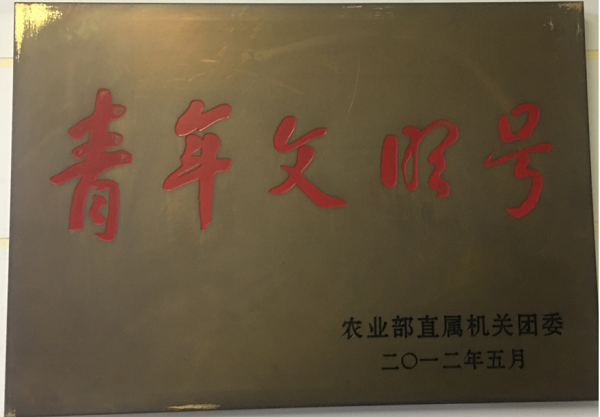 青年文明号
农业部直属机关团委
二〇一二年五月